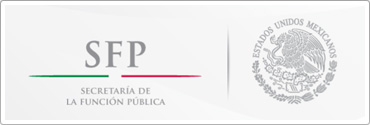 SFP
SECRETARÍA DE
LA FUNCIÓN PÚBLICA
ESTADOS UNIDOS MEXICANOS